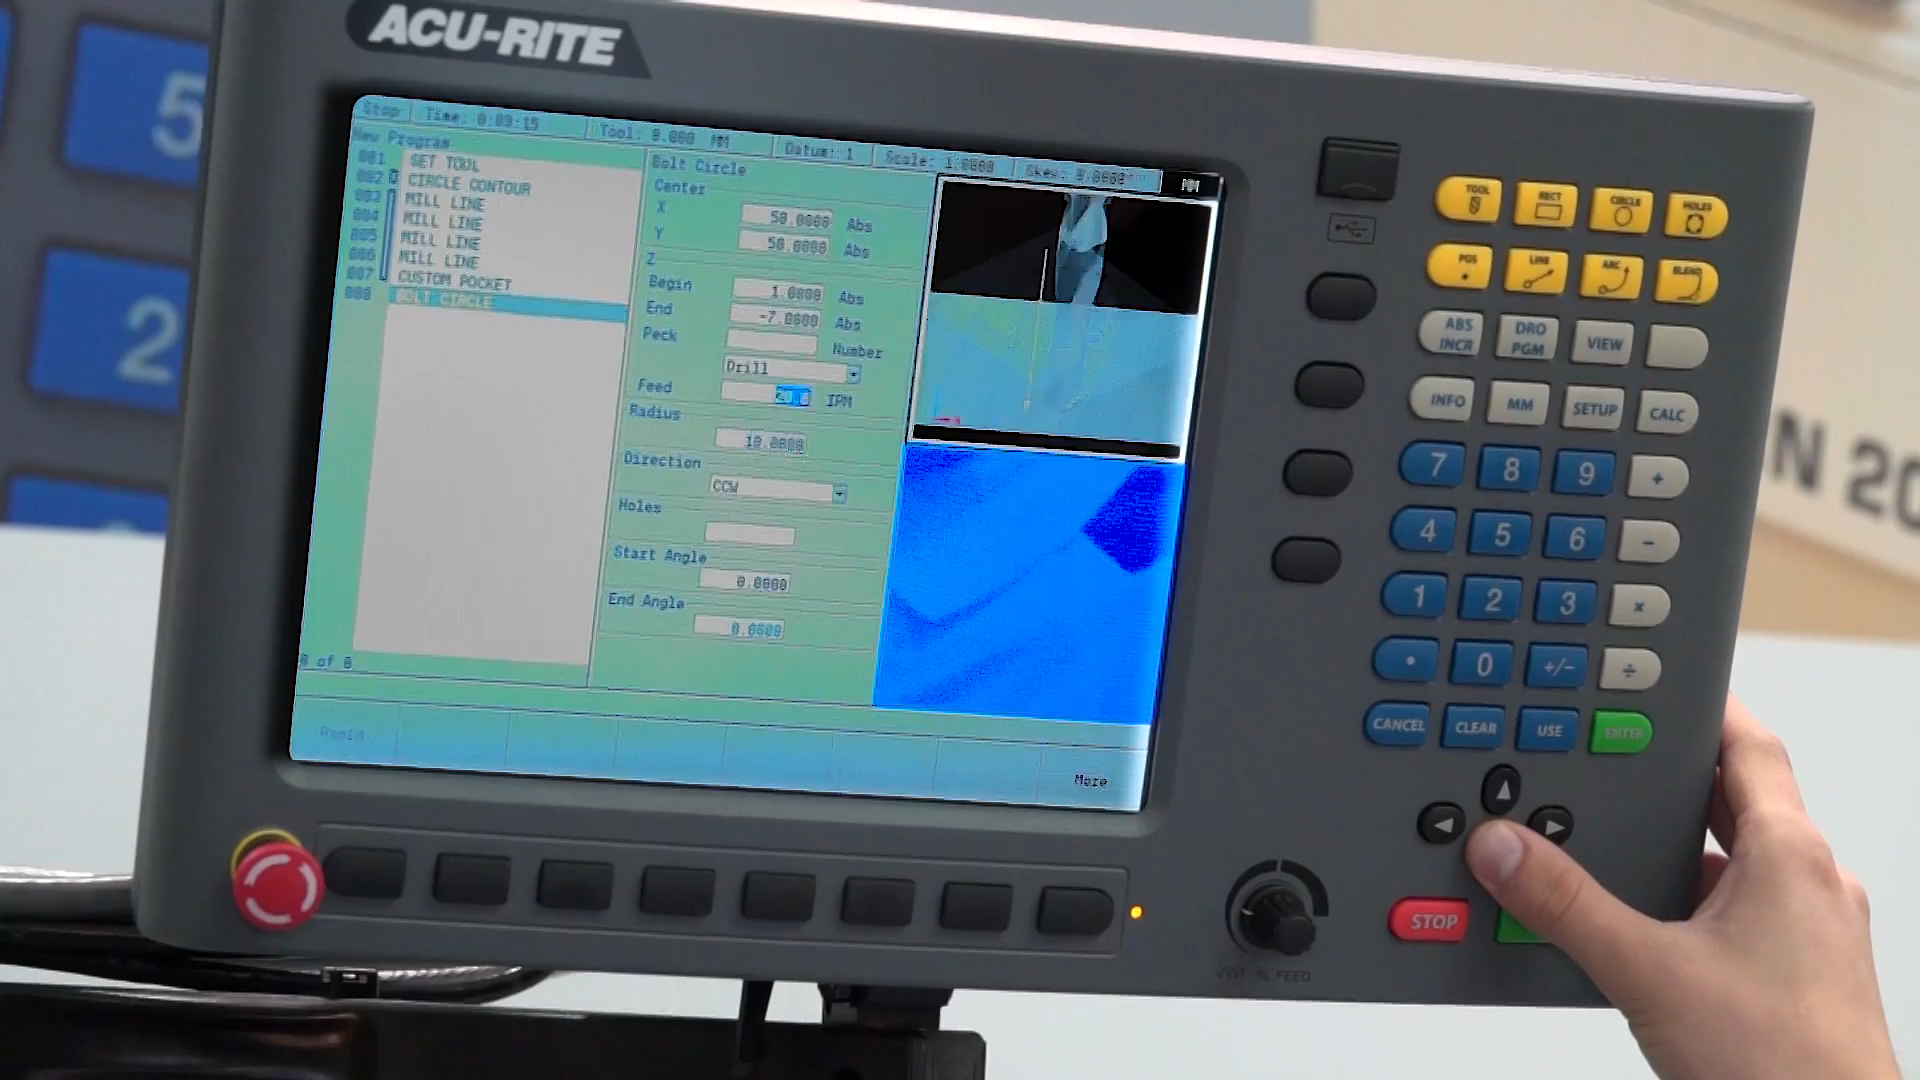 ACU-RITE
5
2
N 20
Stop Time: 0:09:15 Tool: 0.000 MM Datum: 1 Scale: 1.0000 Skew: 0.0000 MM
New Program
001 SET TOOL
002 CIRCLE CONTOUR
003 MILL LINE
004 MILL LINE
005 MILL LINE
006 MILL LINE
007 CUSTOM POCKET
008 BOLT CIRCLE
Bolt Circle
Center
X 50.0000 Abs
Y 50.0000 Abs
Z
Begin 1.0000 Abs
End -7.0000 Abs
Peck Number
Drill
Feed IPM
Radius
10.0000
Direction
CCW
Holes
Start Angle
0.0000
End Angle
0.0000
8 of 8
Rapid More
TOOL RECT CIRCLE HOLES
POS LINE ARC BLEND
ABS INCR DRO PGM VIEW
INFO MM SETUP CALC
7 8 9 +
4 5 6 -
1 2 3 ×
. 0 +/- ÷
CANCEL CLEAR USE ENTER
STOP
% FEED